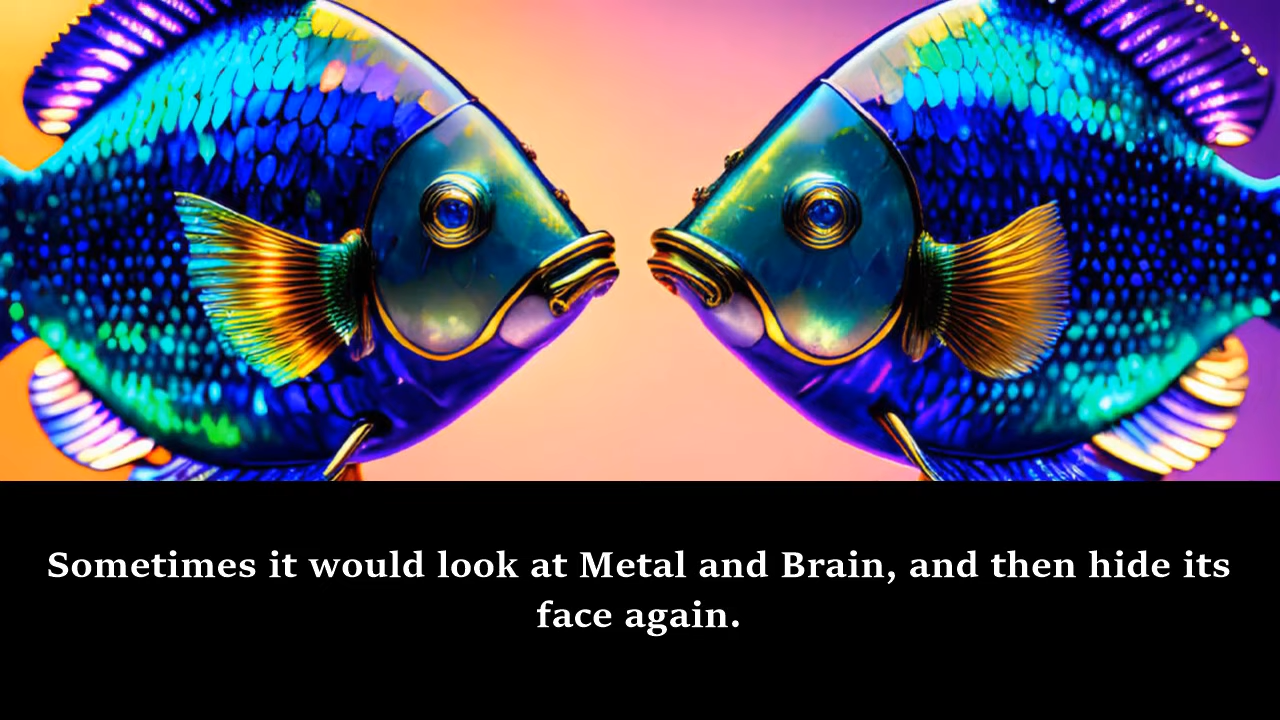 Sometimes it would look at Metal and Brain, and then hide its
face again.